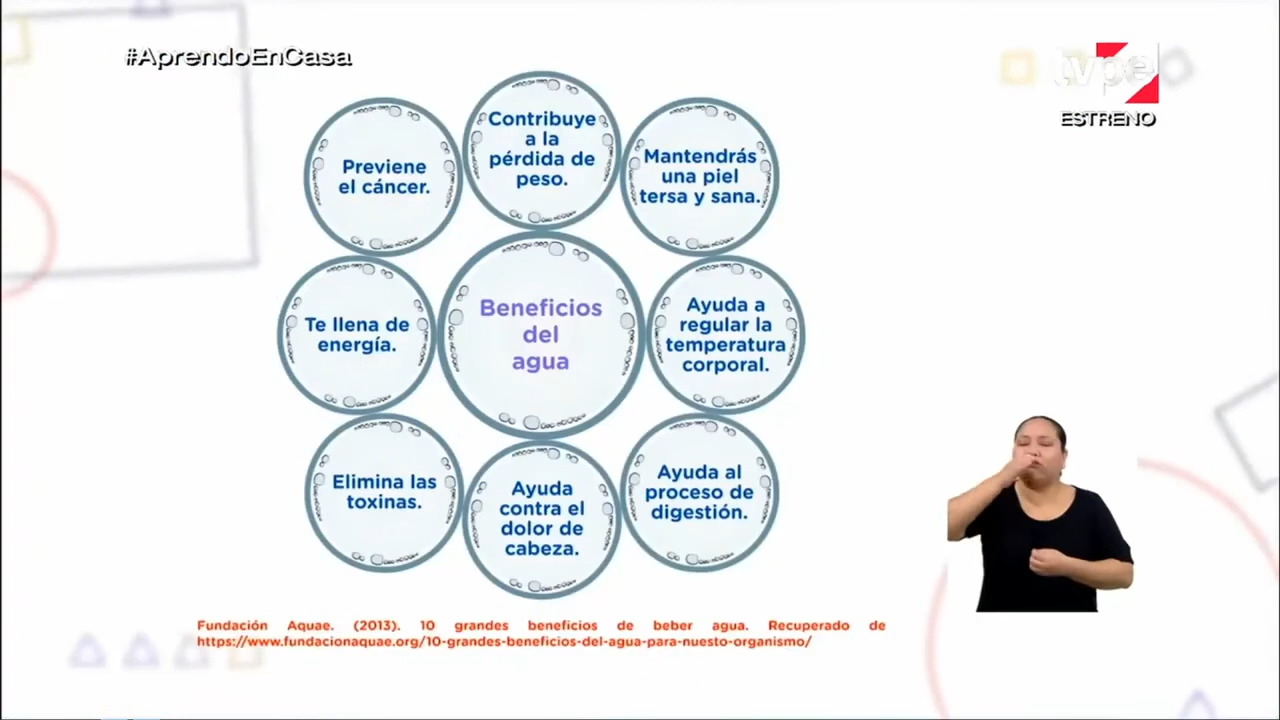 #AprendoEnCasa
tvpe
ESTRENO
Contribuye
a la
pérdida de
peso.
Previene
el cáncer.
Mantendrás
una piel
tersa y sana.
Te llena de
energía.
Beneficios
del
agua
Ayuda a
regular la
temperatura
corporal.
Elimina las
toxinas.
Ayuda
contra el
dolor de
cabeza.
Ayuda al
proceso de
digestión.
Fundación Aquae. (2013). 10 grandes beneficios de beber agua. Recuperado de
https://www.fundacionaquae.org/10-grandes-beneficios-del-agua-para-nuesto-organismo/